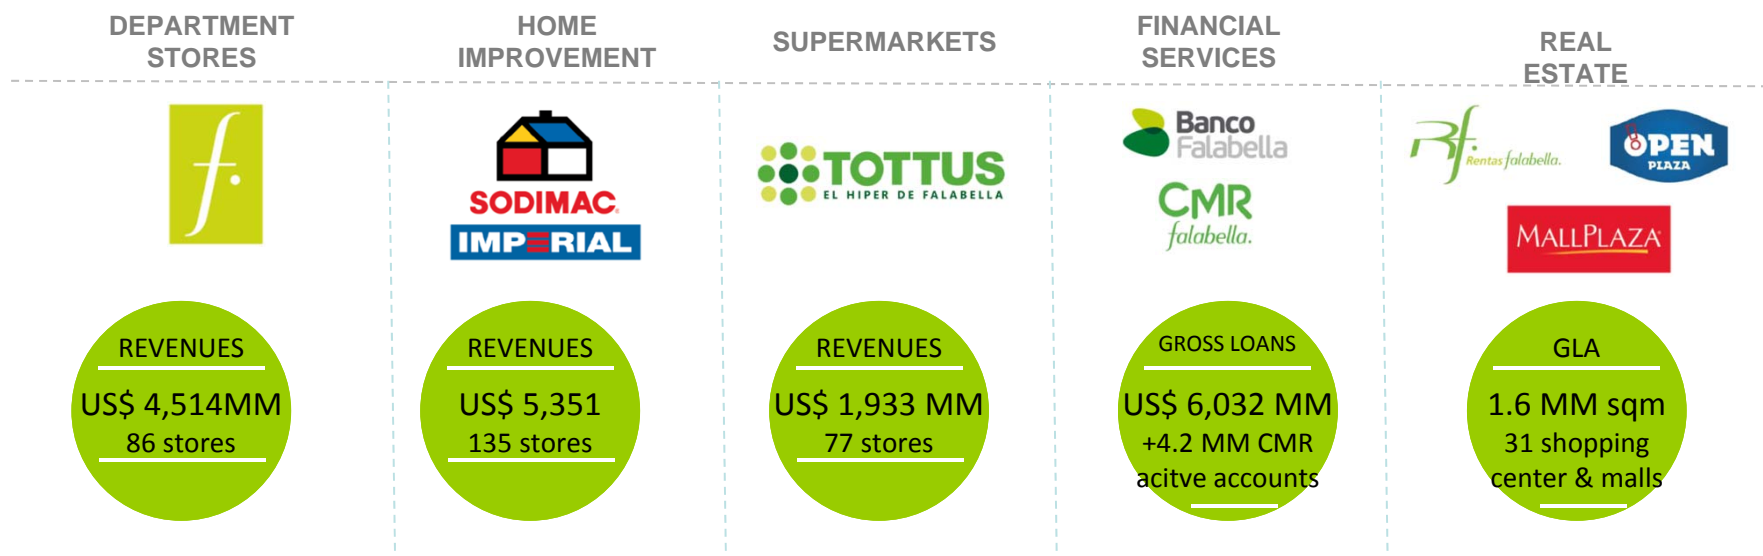 DEPARTMENT
STORES
HOME
IMPROVEMENT
SUPERMARKETS
FINANCIAL
SERVICES
REAL
ESTATE
f.
SODIMAC
IMPERIAL
TOTTUS
EL HIPER DE FALABELLA
Banco
Falabella
CMR
falabella.
Rf.
Rentas falabella.
OPEN
PLAZA
MALLPLAZA
REVENUES
US$ 4,514MM
86 stores
REVENUES
US$ 5,351
135 stores
REVENUES
US$ 1,933 MM
77 stores
GROSS LOANS
US$ 6,032 MM
+4.2 MM CMR
acitve accounts
GLA
1.6 MM sqm
31 shopping
center & malls